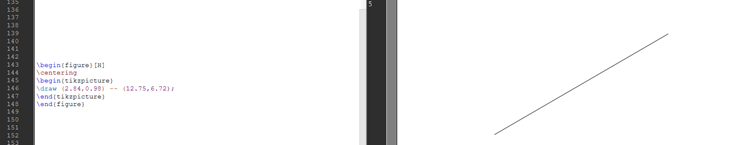 135
136
137
138
139
140
141
142
143 \begin{figure}[H]
144 \centering
145 \begin{tikzpicture}
146 \draw (2.84,0.98) -- (12.75,6.72);
147 \end{tikzpicture}
148 \end{figure}
149
150
151
152
153
5